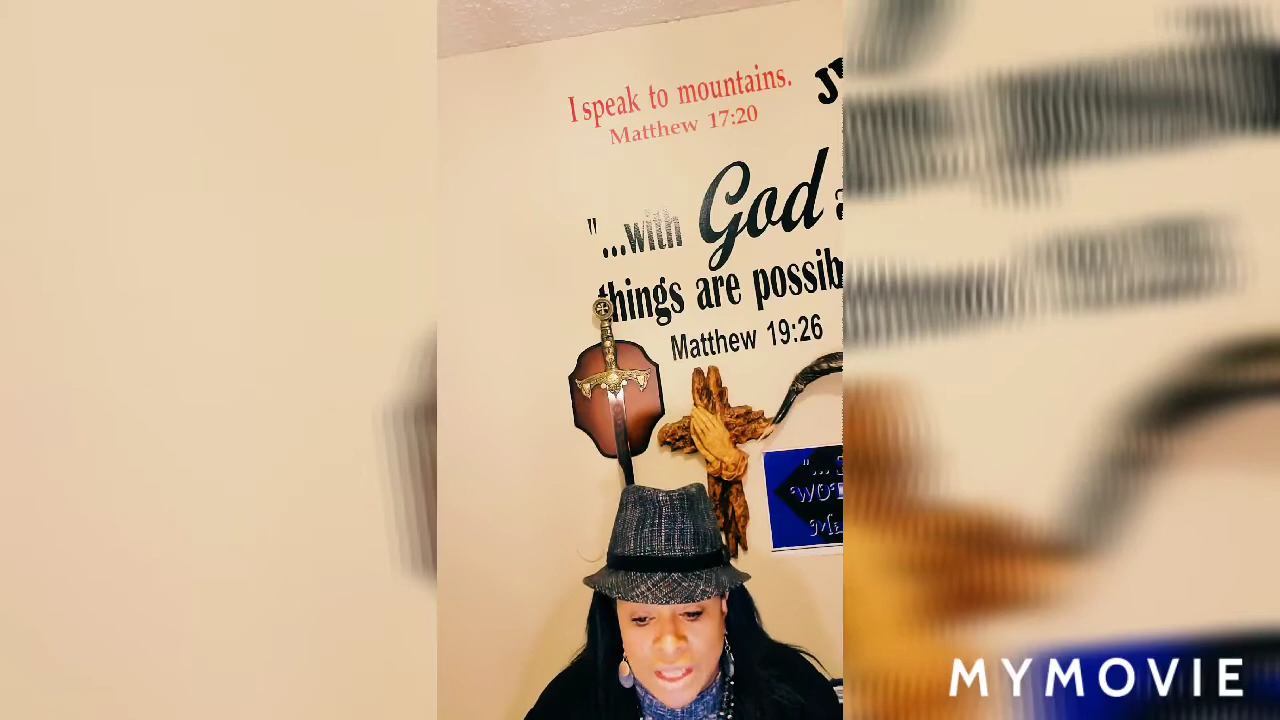 I speak to mountains.
Matthew 17:20
"...with God
things are possib
Matthew 19:26
"...
MYMOVIE